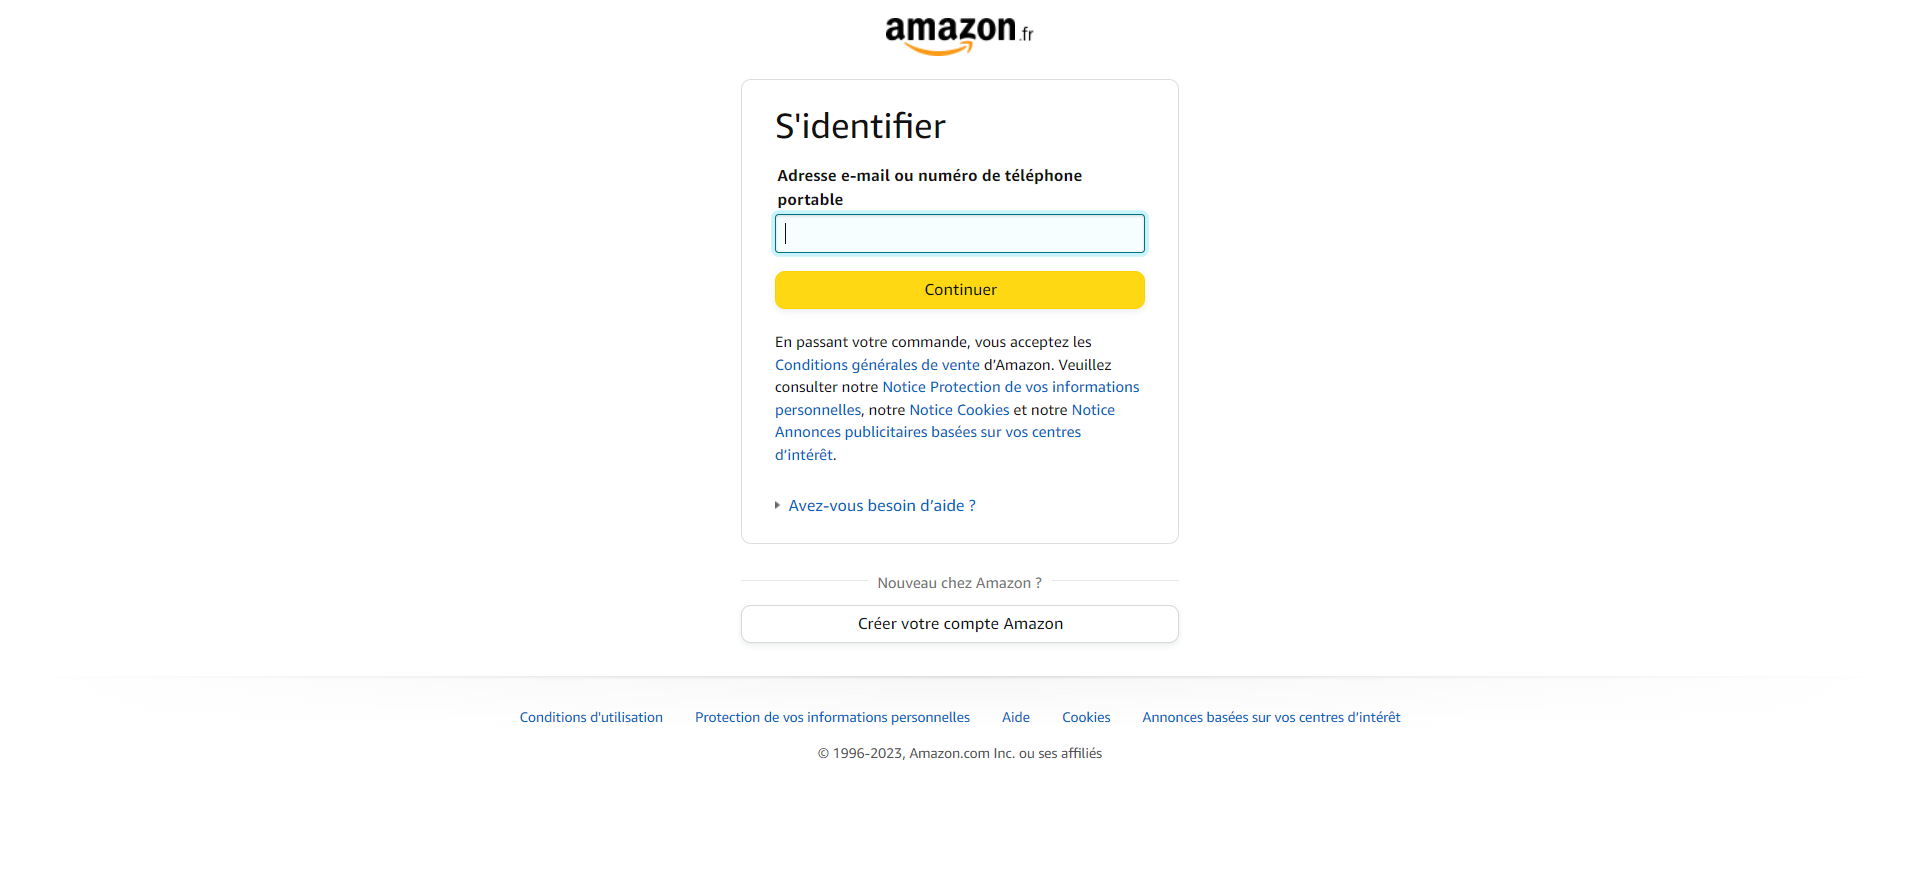 amazon.fr
S'identifier
Adresse e-mail ou numéro de téléphone
portable
Continuer
En passant votre commande, vous acceptez les
Conditions générales de vente d’Amazon. Veuillez
consulter notre Notice Protection de vos informations
personnelles, notre Notice Cookies et notre Notice
Annonces publicitaires basées sur vos centres
d’intérêt.
Avez-vous besoin d’aide ?
Nouveau chez Amazon ?
Créer votre compte Amazon
Conditions d'utilisation Protection de vos informations personnelles Aide Cookies Annonces basées sur vos centres d’intérêt
© 1996-2023, Amazon.com Inc. ou ses affiliés